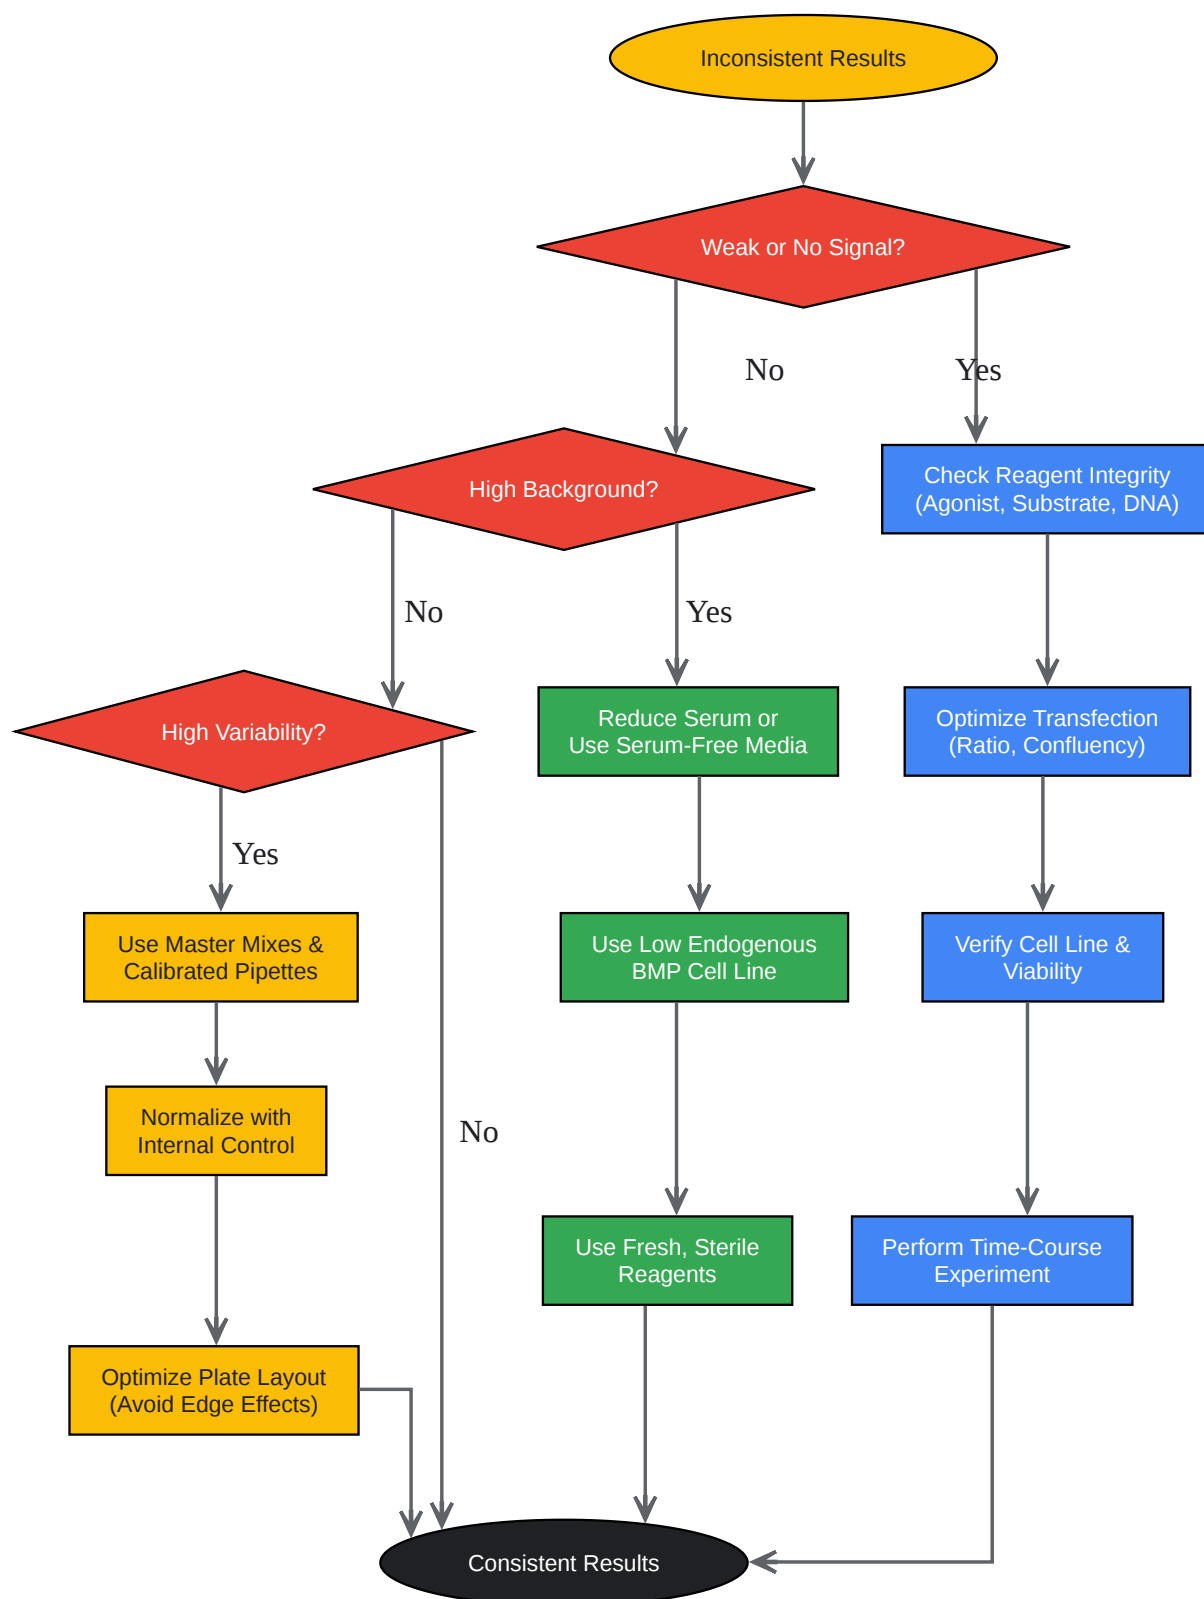 Inconsistent Results
Weak or No Signal?
No
Yes
High Background?
Check Reagent Integrity
(Agonist, Substrate, DNA)
No
Yes
High Variability?
Reduce Serum or
Use Serum-Free Media
Optimize Transfection
(Ratio, Confluency)
Yes
Use Master Mixes &
Calibrated Pipettes
Use Low Endogenous
BMP Cell Line
Verify Cell Line &
Viability
Normalize with
Internal Control
No
Use Fresh, Sterile
Reagents
Perform Time-Course
Experiment
Optimize Plate Layout
(Avoid Edge Effects)
Consistent Results